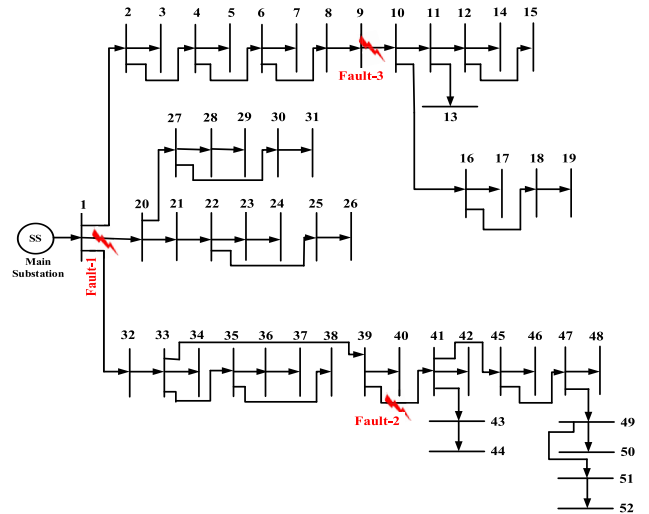 2 3 4 5 6 7 8 9 10 11 12 14 15
Fault-3
13
27 28 29 30 31
16 17 18 19
1 20 21 22 23 24 25 26
SS
Main
Substation
Fault-1
32 33 34 35 36 37 38 39 40 41 42 45 46 47 48
Fault-2
43
44
49
50
51
52